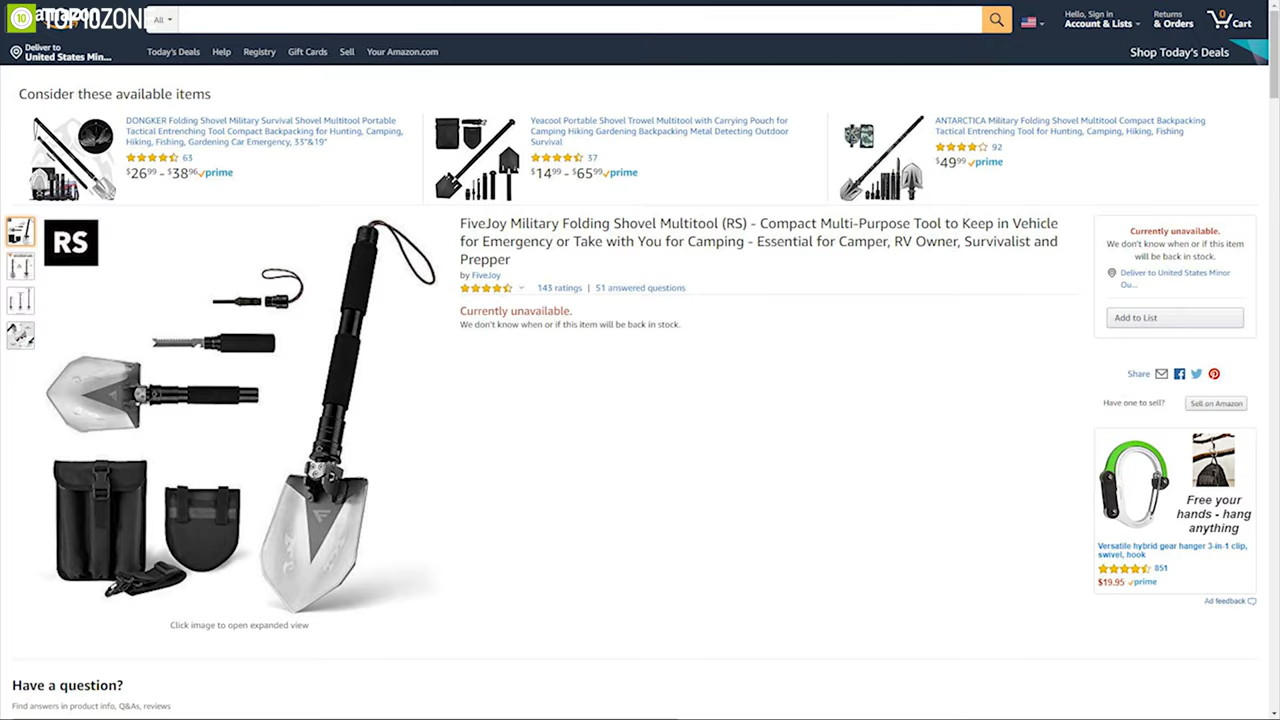 10 TOP10ZONE
All
Hello, Sign in
Account & Lists
Returns
& Orders
0
Cart
Deliver to
United States Min...
Today's Deals
Help
Registry
Gift Cards
Sell
Your Amazon.com
Shop Today's Deals
Consider these available items
DONGKER Folding Shovel Military Survival Shovel Multitool Portable
Tactical Entrenching Tool Compact Backpacking for Hunting, Camping,
Hiking, Fishing, Gardening Car Emergency, 33"&19"
63
$26.99 - $38.96 prime
Yeacool Portable Shovel Trowel Multitool with Carrying Pouch for
Camping Hiking Gardening Backpacking Metal Detecting Outdoor
Survival
37
$14.99 - $65.99 prime
ANTARCTICA Military Folding Shovel Multitool Compact Backpacking
Tactical Entrenching Tool for Hunting, Camping, Hiking, Fishing
92
$49.99 prime
RS
FiveJoy Military Folding Shovel Multitool (RS) - Compact Multi-Purpose Tool to Keep in Vehicle
for Emergency or Take with You for Camping - Essential for Camper, RV Owner, Survivalist and
Prepper
by FiveJoy
143 ratings | 51 answered questions
Currently unavailable.
We don't know when or if this item will be back in stock.
Click image to open expanded view
Currently unavailable.
We don't know when or if this item
will be back in stock.
Deliver to United States Minor
Ou...
Add to List
Share
Have one to sell?
Sell on Amazon
Free your
hands - hang
anything
Versatile hybrid gear hanger 3-in-1 clip,
swivel, hook
851
$19.95 prime
Ad feedback
Have a question?
Find answers in product info, Q&As, reviews